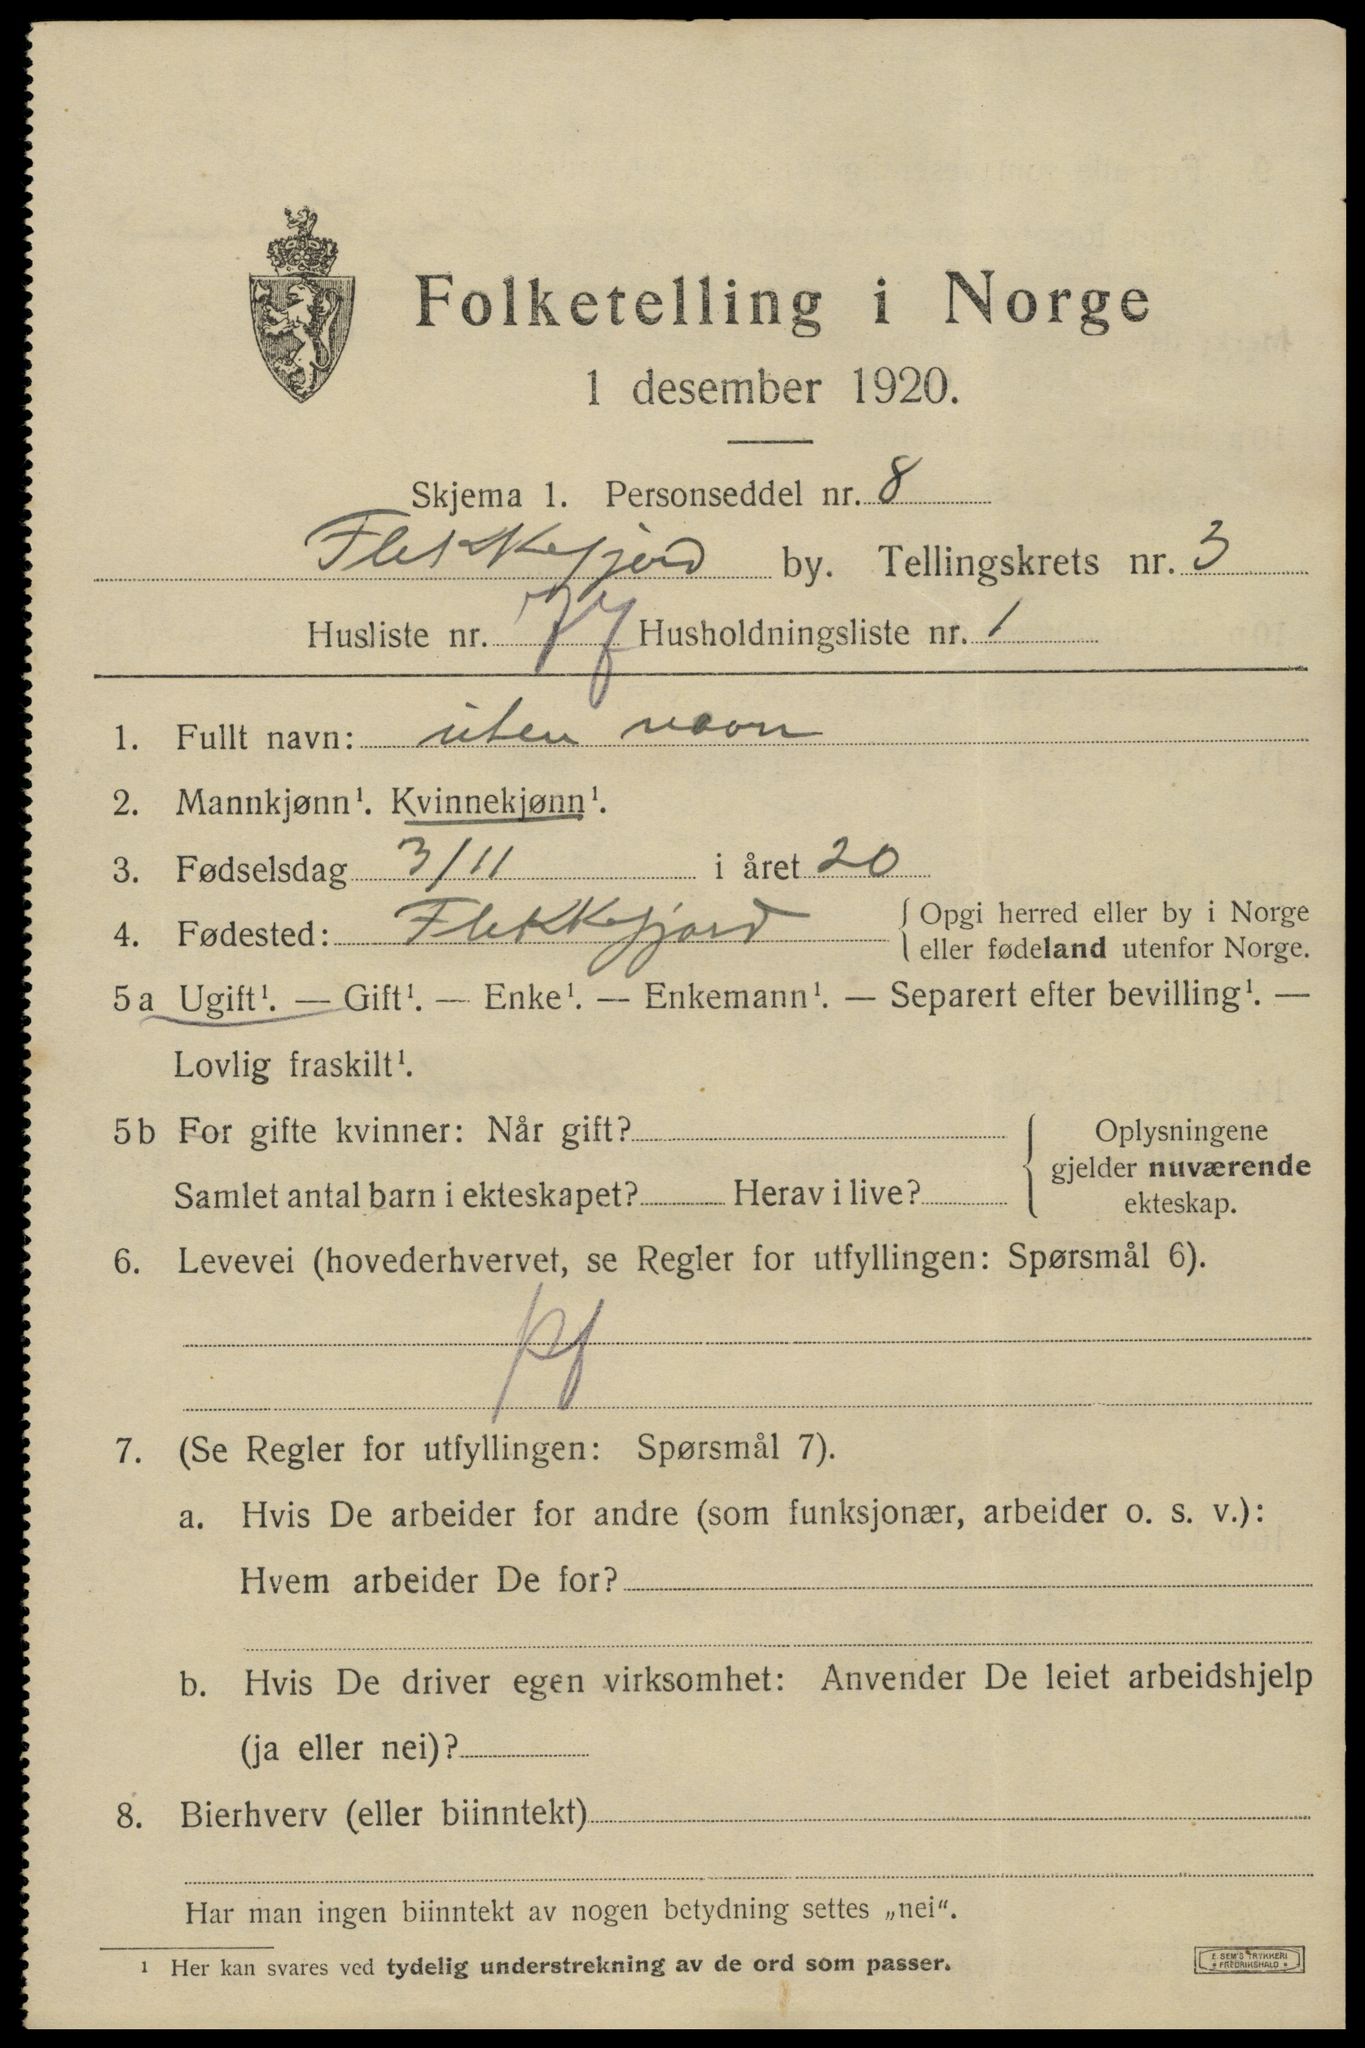 Folketelling i Norge
1 desember 1920.
Skjema 1. Personseddel nr. 8
Flekkefjord by. Tellingskrets nr. 3
Husliste nr. 77 Husholdningsliste nr. 1
1. Fullt navn: uten navn
2. Mannkjønn¹. Kvinnekjønn¹.
3. Fødselsdag 3/11 i året 20
4. Fødested: Flekkefjord { Opgi herred eller by i Norge
eller fødeland utenfor Norge.
5 a Ugift¹. — Gift¹. — Enke¹. — Enkemann¹. — Separert efter bevilling¹. —
Lovlig fraskilt¹.
5 b For gifte kvinner: Når gift? { Oplysningene
gjelder nuværende
Samlet antal barn i ekteskapet? Herav i live? ekteskap.
6. Levevei (hovederhvervet, se Regler for utfyllingen: Spørsmål 6).
pf
7. (Se Regler for utfyllingen: Spørsmål 7).
a. Hvis De arbeider for andre (som funksjonær, arbeider o. s. v.):
Hvem arbeider De for?
b. Hvis De driver egen virksomhet: Anvender De leiet arbeidshjelp
(ja eller nei)?
8. Bierhverv (eller biinntekt)
Har man ingen biinntekt av nogen betydning settes „nei“.
¹ Her kan svares ved tydelig understrekning av de ord som passer.
E. SEM'S TRYKKERI
FREDRIKSHALD